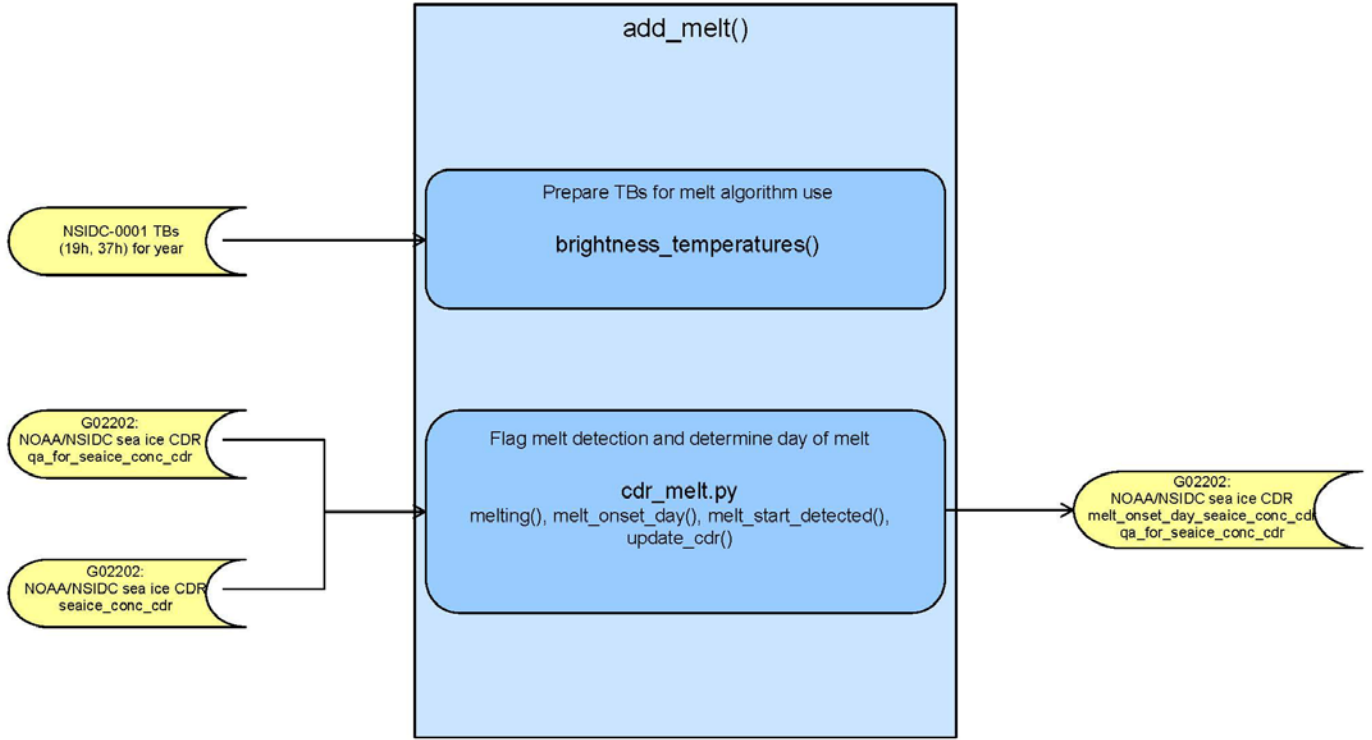 add_melt()
Prepare TBs for melt algorithm use
brightness_temperatures()
NSIDC-0001 TBs
(19h, 37h) for year
G02202:
NOAA/NSIDC sea ice CDR
qa_for_seaice_conc_cdr
G02202:
NOAA/NSIDC sea ice CDR
seaice_conc_cdr
Flag melt detection and determine day of melt
cdr_melt.py
melting(), melt_onset_day(), melt_start_detected(),
update_cdr()
G02202:
NOAA/NSIDC sea ice CDR
melt_onset_day_seaice_conc_cdr
qa_for_seaice_conc_cdr